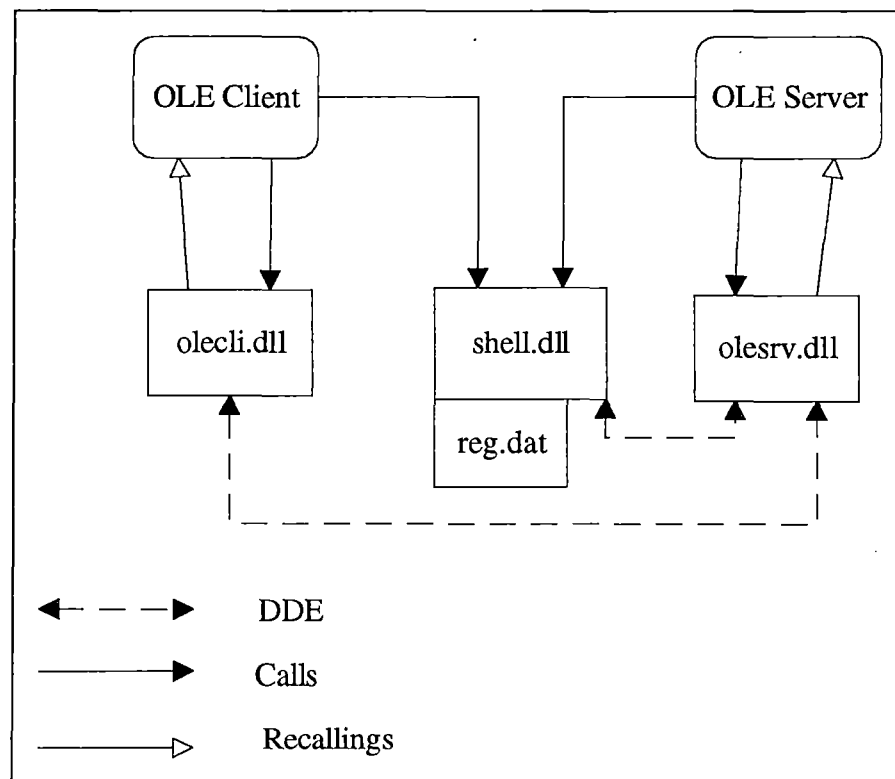 OLE Client
OLE Server
olecli.dll
shell.dll
olesrv.dll
reg.dat
DDE
Calls
Recallings